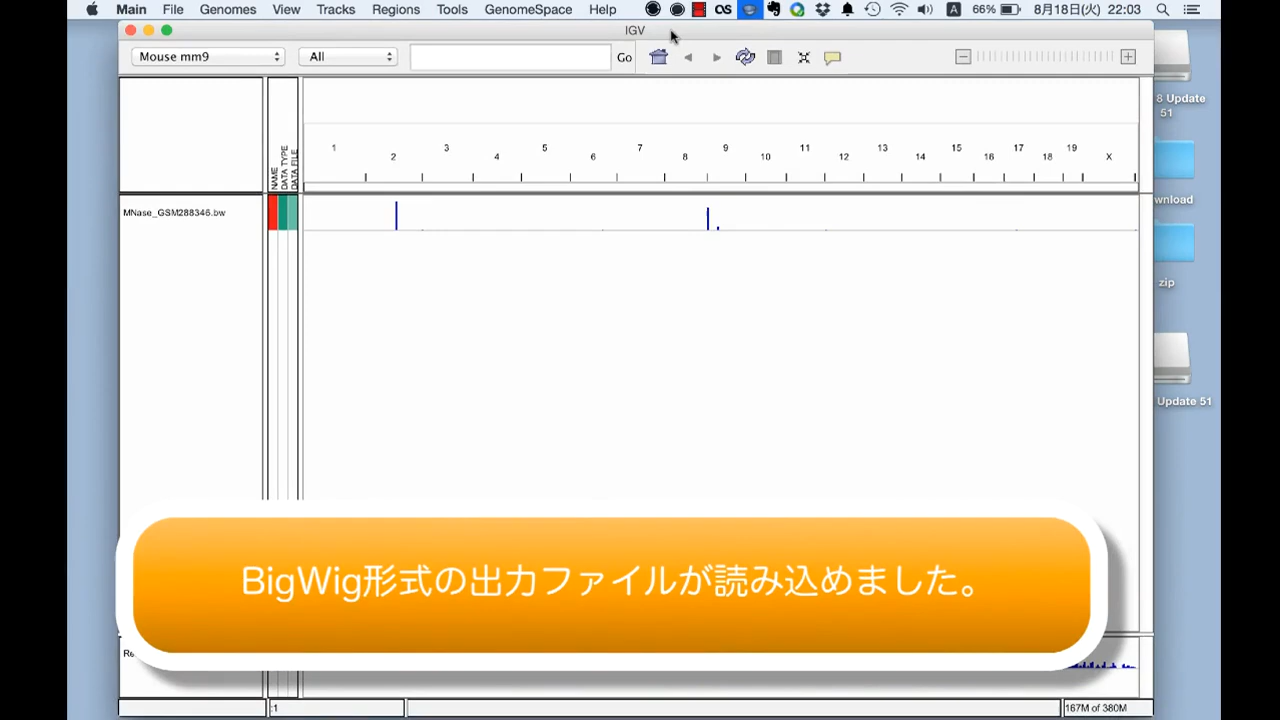 Main File Genomes View Tracks Regions Tools GenomeSpace Help 66% A 8月18日(火) 22:03
IGV
Mouse mm9 All Go
8 Update
51
1 2 3 4 5 6 7 8 9 10 11 12 13 14 15 16 17 18 19 X
NAME
DATA TYPE
DATA FILE
wnload
MNase_GSM288346.bw
zip
Update 51
BigWig形式の出力ファイルが読み込めました。
Re
:1
167M of 380M